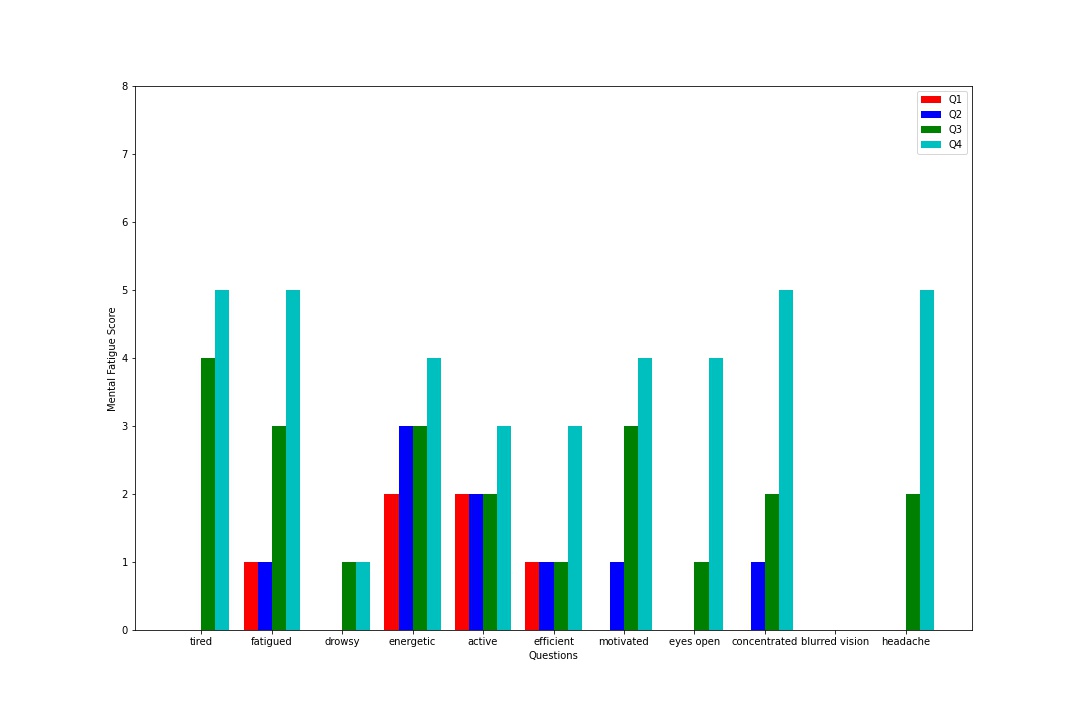 8
7
6
5
4
3
2
1
0
Mental Fatigue Score
Q1
Q2
Q3
Q4
tired fatigued drowsy energetic active efficient motivated eyes open concentrated blurred vision headache
Questions